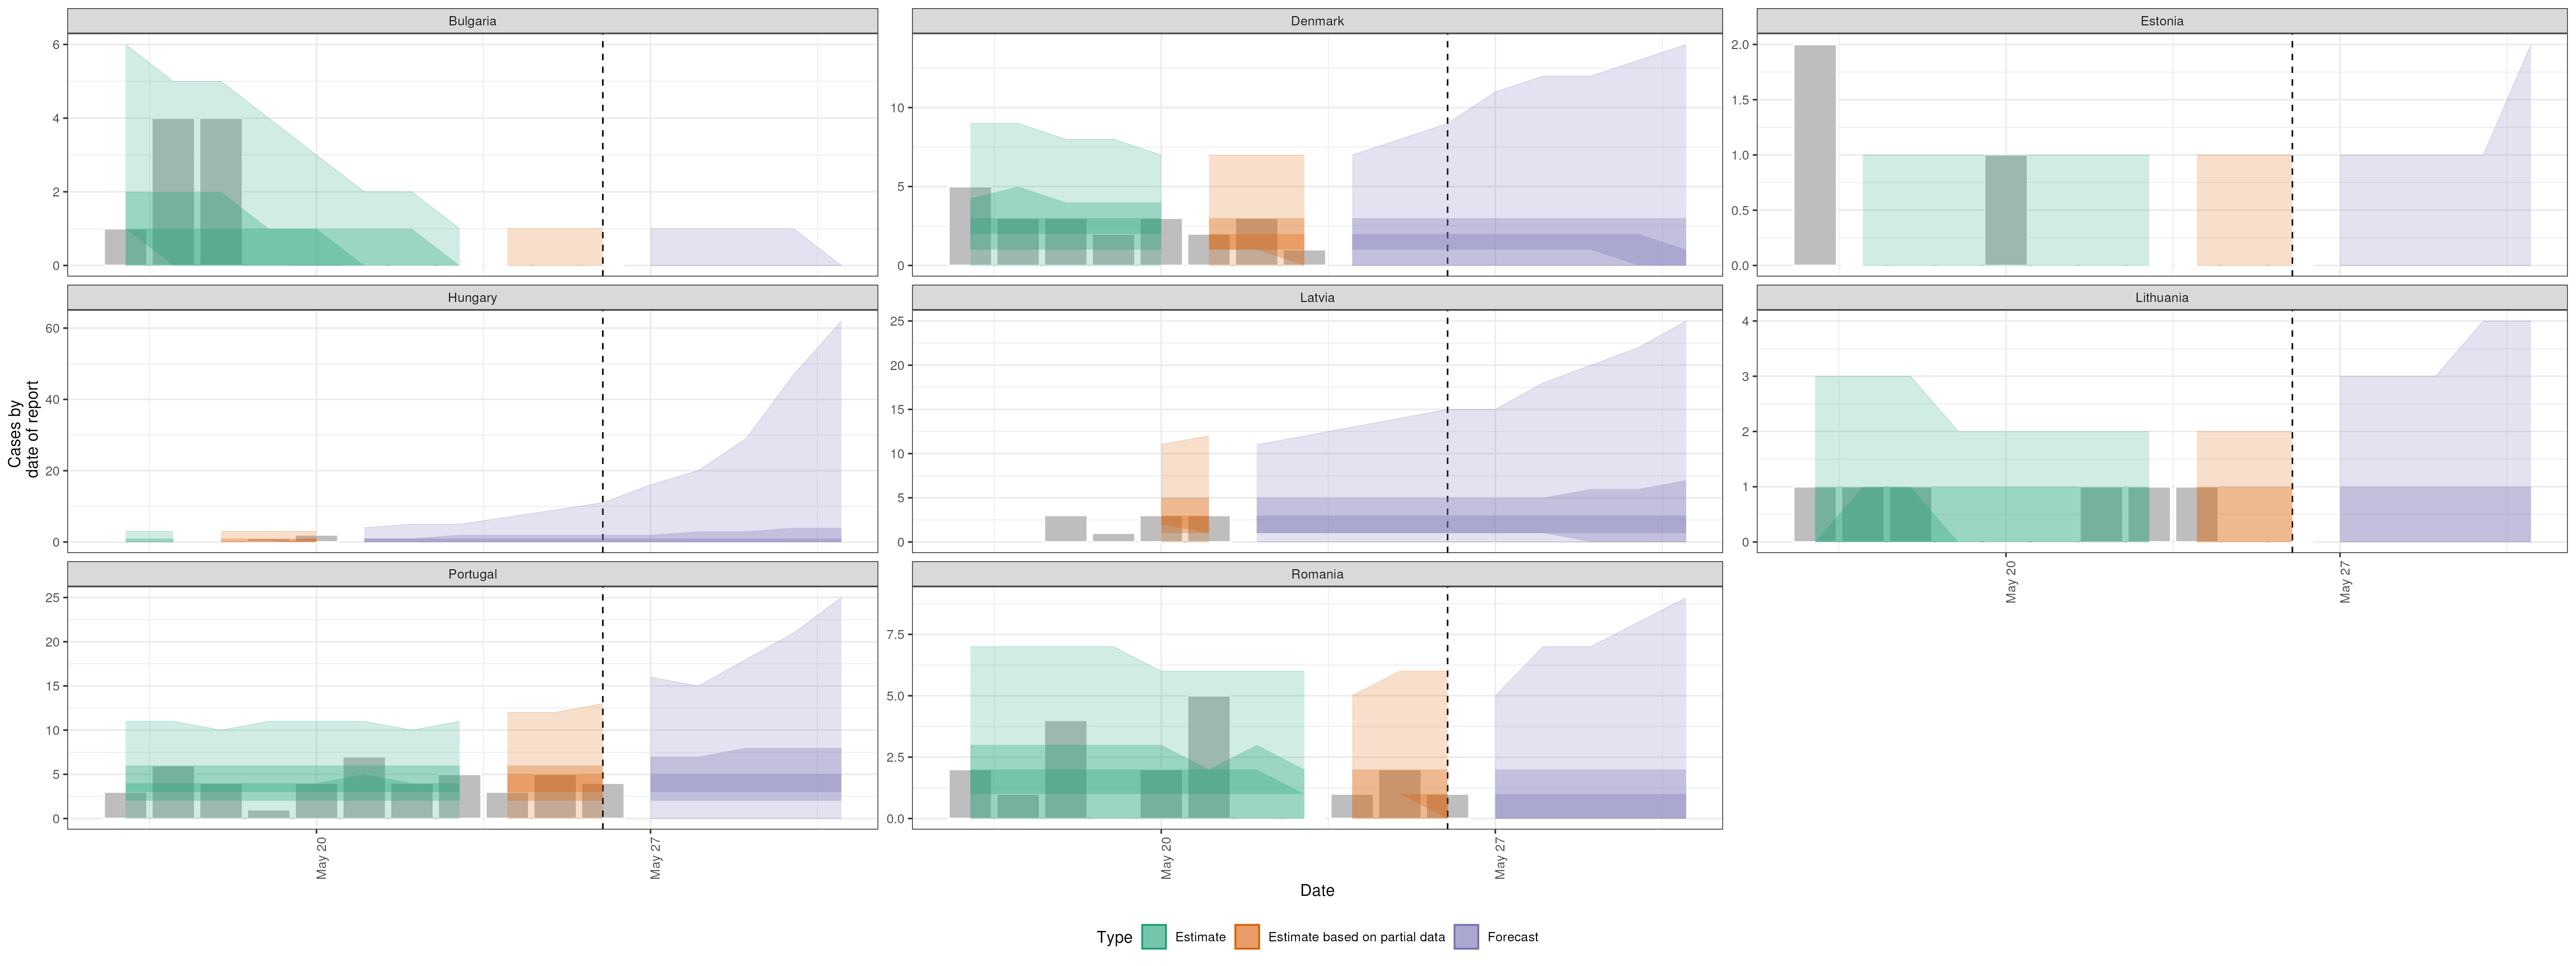 Bulgaria
Denmark
Estonia
6
4
2
0
10
5
0
2.0
1.5
1.0
0.5
0.0
Hungary
Latvia
Lithuania
60
40
20
0
25
20
15
10
5
0
4
3
2
1
0
Cases by
date of report
Portugal
Romania
May 20
May 27
25
20
15
10
5
0
7.5
5.0
2.5
0.0
May 20
May 27
May 20
May 27
Date
Type
Estimate
Estimate based on partial data
Forecast